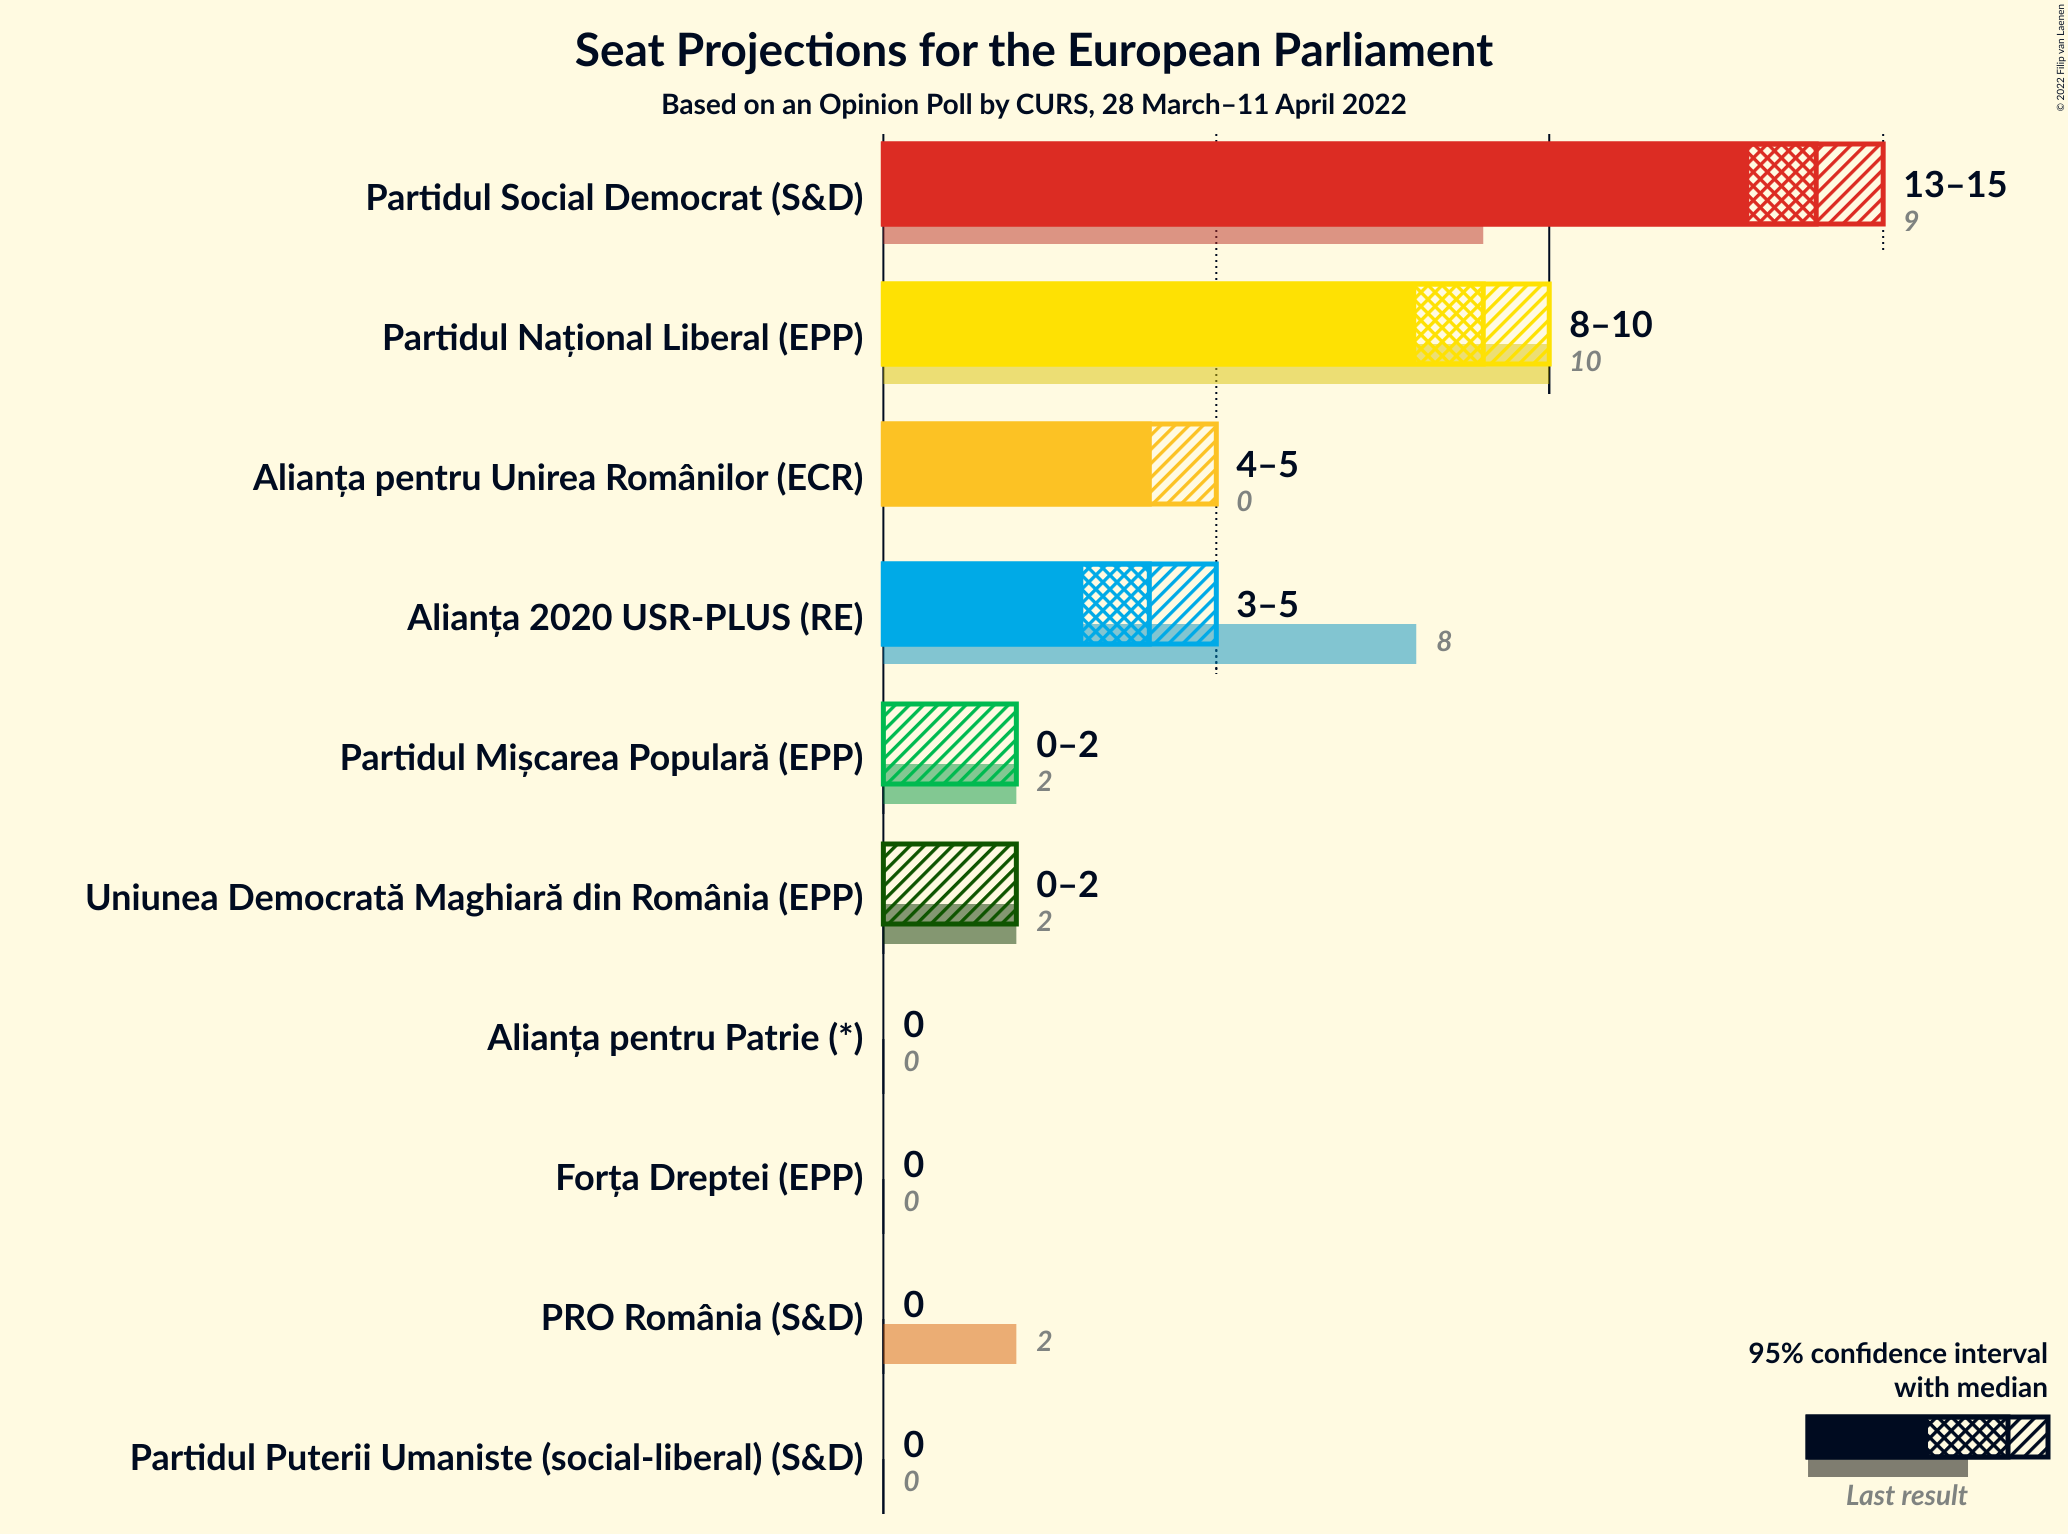 Seat Projections for the European Parliament
Based on an Opinion Poll by CURS, 28 March–11 April 2022
© 2022 Filip van Laenen
Partidul Social Democrat (S&D)
13–15
9
Partidul Național Liberal (EPP)
8–10
10
Alianța pentru Unirea Românilor (ECR)
4–5
0
Alianța 2020 USR-PLUS (RE)
3–5
8
Partidul Mișcarea Populară (EPP)
0–2
2
Uniunea Democrată Maghiară din România (EPP)
0–2
2
Alianța pentru Patrie (*)
0
0
Forța Dreptei (EPP)
0
0
PRO România (S&D)
0
2
Partidul Puterii Umaniste (social-liberal) (S&D)
0
0
95% confidence interval
with median
Last result